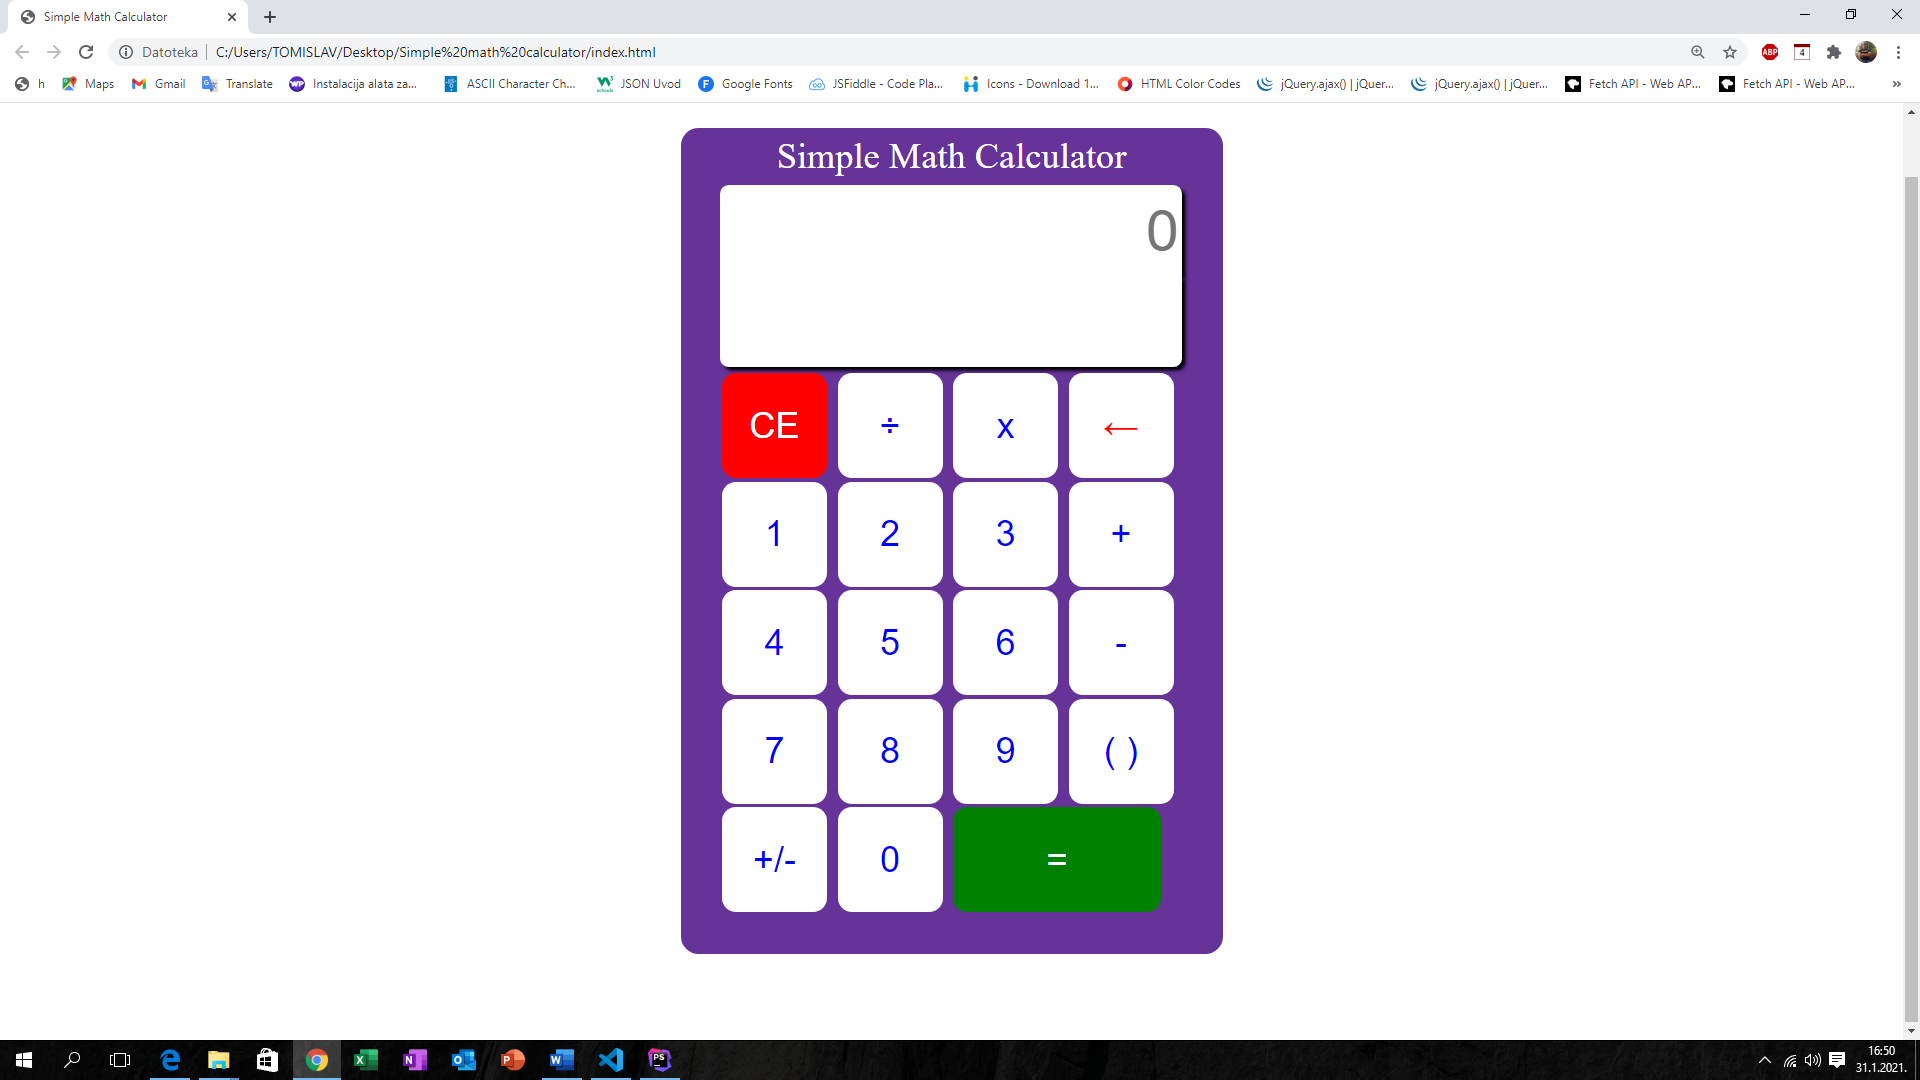 Simple Math Calculator
Datoteka | C:/Users/TOMISLAV/Desktop/Simple%20math%20calculator/index.html ABP 4
h Maps Gmail Translate WP Instalacija alata za... ASCII Character Ch... JSON Uvod F Google Fonts JSFiddle - Code Pla... Icons - Download 1... HTML Color Codes jQuery.ajax() | jQuer... jQuery.ajax() | jQuer... Fetch API - Web AP... Fetch API - Web AP... »
Simple Math Calculator
0
CE ÷ x ←
1 2 3 +
4 5 6 -
7 8 9 ( )
+/- 0 =
16:50
31.1.2021.